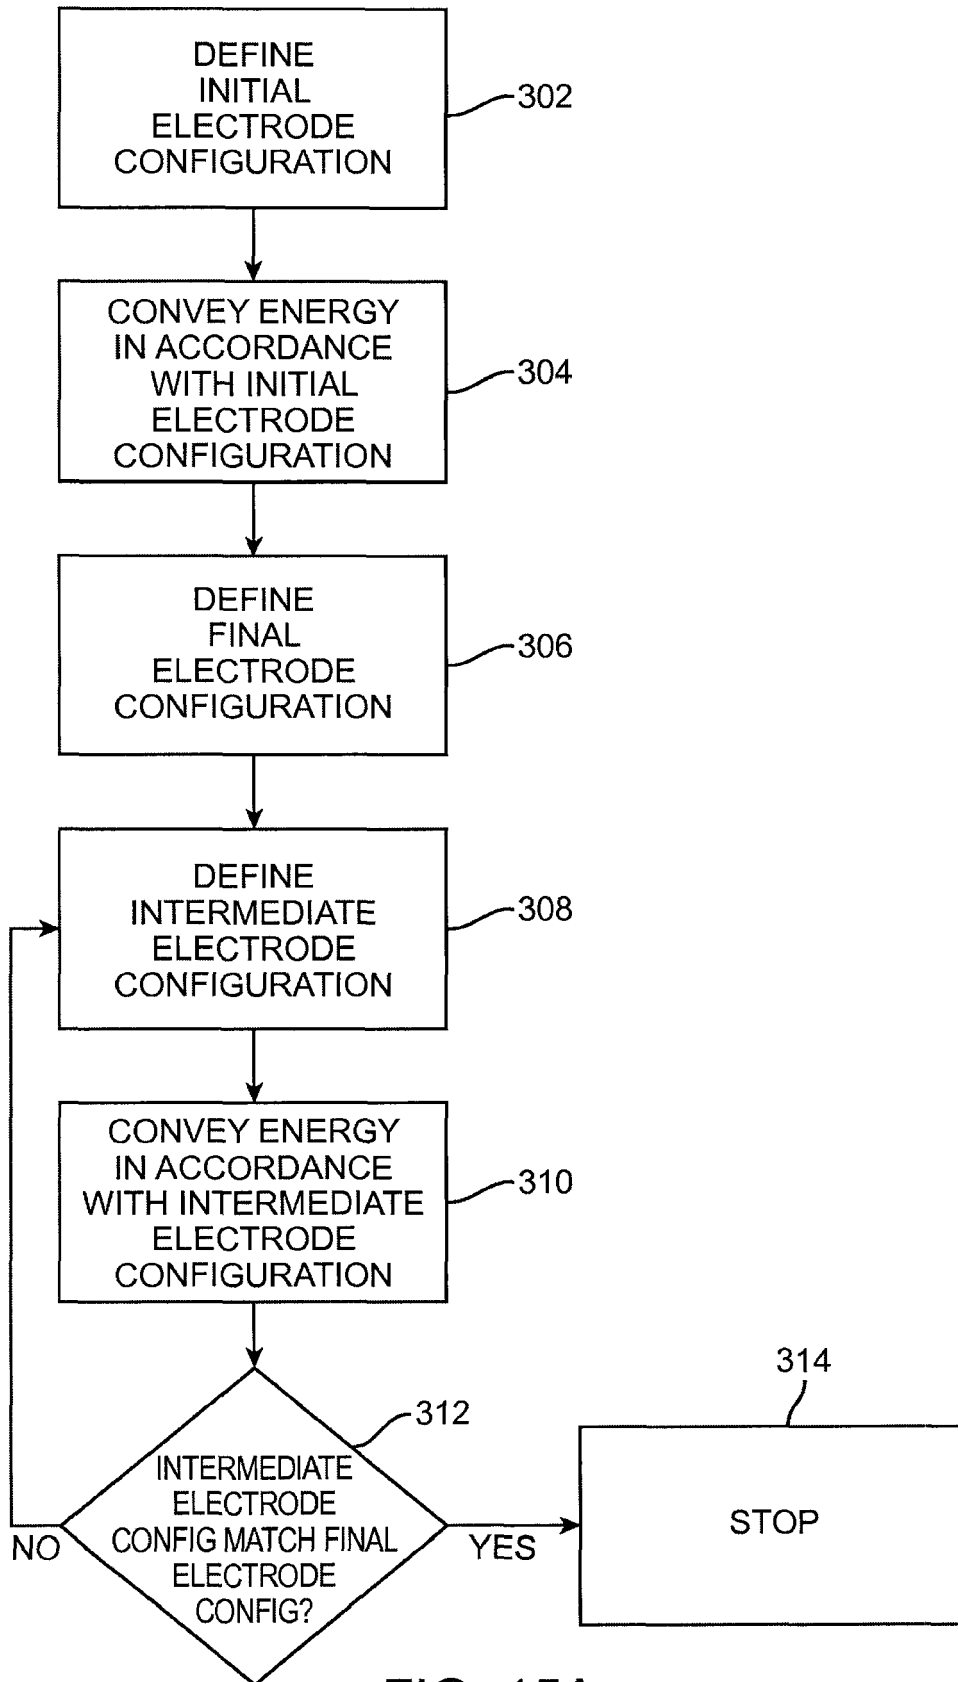 DEFINE
INITIAL
ELECTRODE
CONFIGURATION
302
CONVEY ENERGY
IN ACCORDANCE
WITH INITIAL
ELECTRODE
CONFIGURATION
304
DEFINE
FINAL
ELECTRODE
CONFIGURATION
306
DEFINE
INTERMEDIATE
ELECTRODE
CONFIGURATION
308
CONVEY ENERGY
IN ACCORDANCE
WITH INTERMEDIATE
ELECTRODE
CONFIGURATION
310
312
INTERMEDIATE
ELECTRODE
CONFIG MATCH FINAL
ELECTRODE
CONFIG?
NO
YES
314
STOP